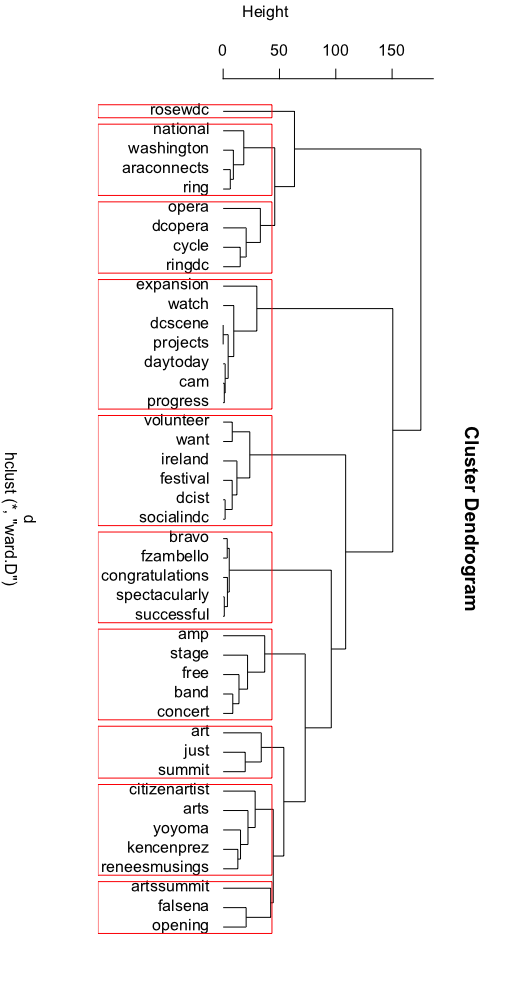 Height
0 50 100 150
rosewdc
national
washington
araconnects
ring
opera
dcopera
cycle
ringdc
expansion
watch
dcscene
projects
daytoday
cam
progress
volunteer
want
ireland
festival
dcist
socialindc
bravo
fzambello
congratulations
spectacularly
successful
amp
stage
free
band
concert
art
just
summit
citizenartist
arts
yoyoma
kencenprez
reneesmusings
artssummit
falsena
opening
Cluster Dendrogram
d
hclust (*, "ward.D")